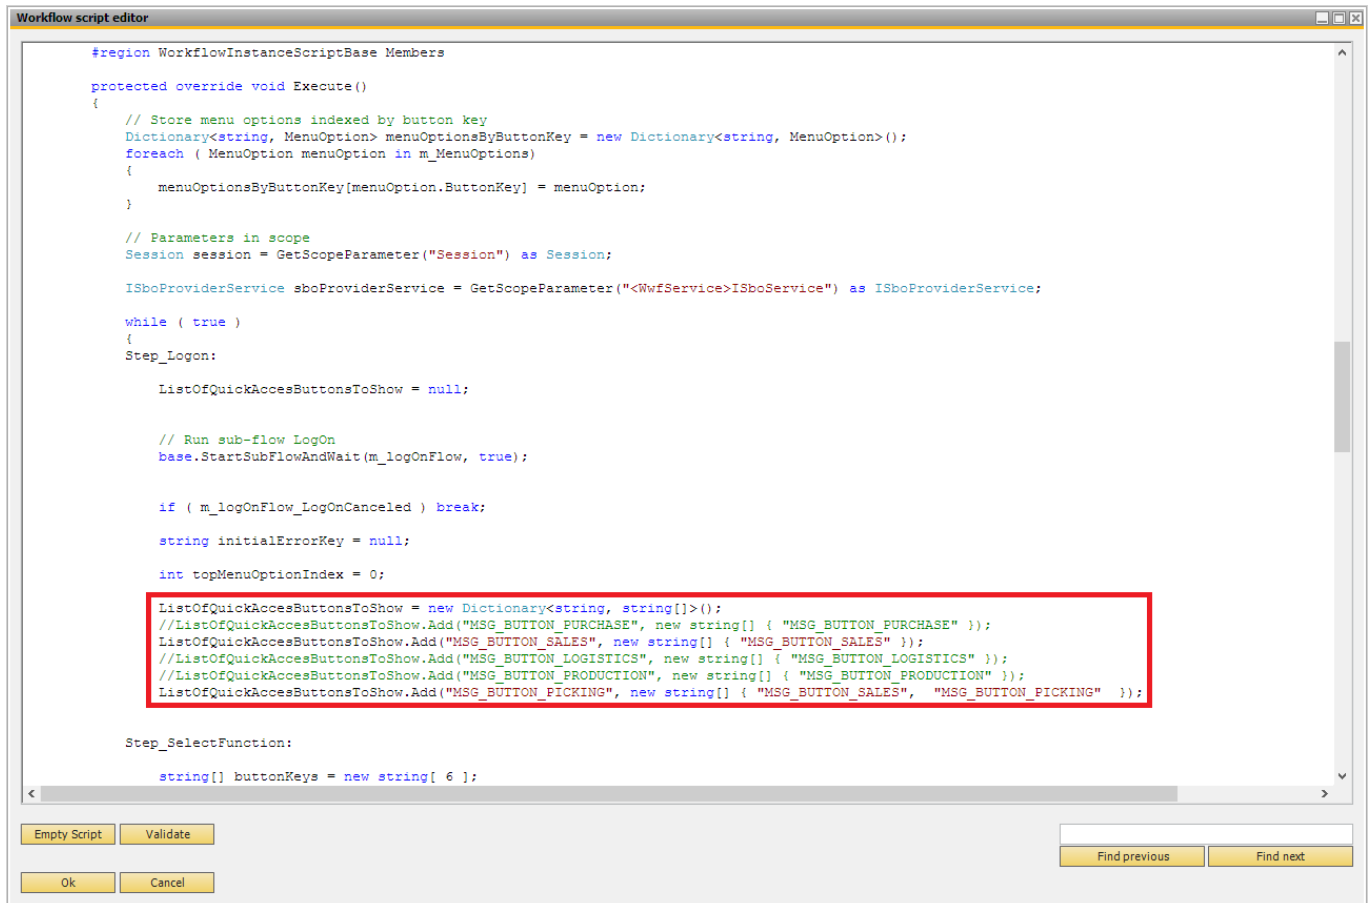 Workflow script editor
#region WorkflowInstanceScriptBase Members
protected override void Execute()
{
// Store menu options indexed by button key
Dictionary<string, MenuOption> menuOptionsByButtonKey = new Dictionary<string, MenuOption>();
foreach ( MenuOption menuOption in m_MenuOptions)
{
menuOptionsByButtonKey[menuOption.ButtonKey] = menuOption;
}
// Parameters in scope
Session session = GetScopeParameter("Session") as Session;
ISboProviderService sboProviderService = GetScopeParameter("<WwfService>ISboService") as ISboProviderService;
while ( true )
{
Step_Logon:
ListOfQuickAccesButtonsToShow = null;
// Run sub-flow LogOn
base.StartSubFlowAndWait(m_logOnFlow, true);
if ( m_logOnFlow_LogOnCanceled ) break;
string initialErrorKey = null;
int topMenuOptionIndex = 0;
ListOfQuickAccesButtonsToShow = new Dictionary<string, string[]>();
//ListOfQuickAccesButtonsToShow.Add("MSG_BUTTON_PURCHASE", new string[] { "MSG_BUTTON_PURCHASE" });
ListOfQuickAccesButtonsToShow.Add("MSG_BUTTON_SALES", new string[] { "MSG_BUTTON_SALES" });
//ListOfQuickAccesButtonsToShow.Add("MSG_BUTTON_LOGISTICS", new string[] { "MSG_BUTTON_LOGISTICS" });
//ListOfQuickAccesButtonsToShow.Add("MSG_BUTTON_PRODUCTION", new string[] { "MSG_BUTTON_PRODUCTION" });
ListOfQuickAccesButtonsToShow.Add("MSG_BUTTON_PICKING", new string[] { "MSG_BUTTON_SALES",  "MSG_BUTTON_PICKING"  });
Step_SelectFunction:
string[] buttonKeys = new string[ 6 ];
Empty Script Validate
Find previous Find next
Ok Cancel